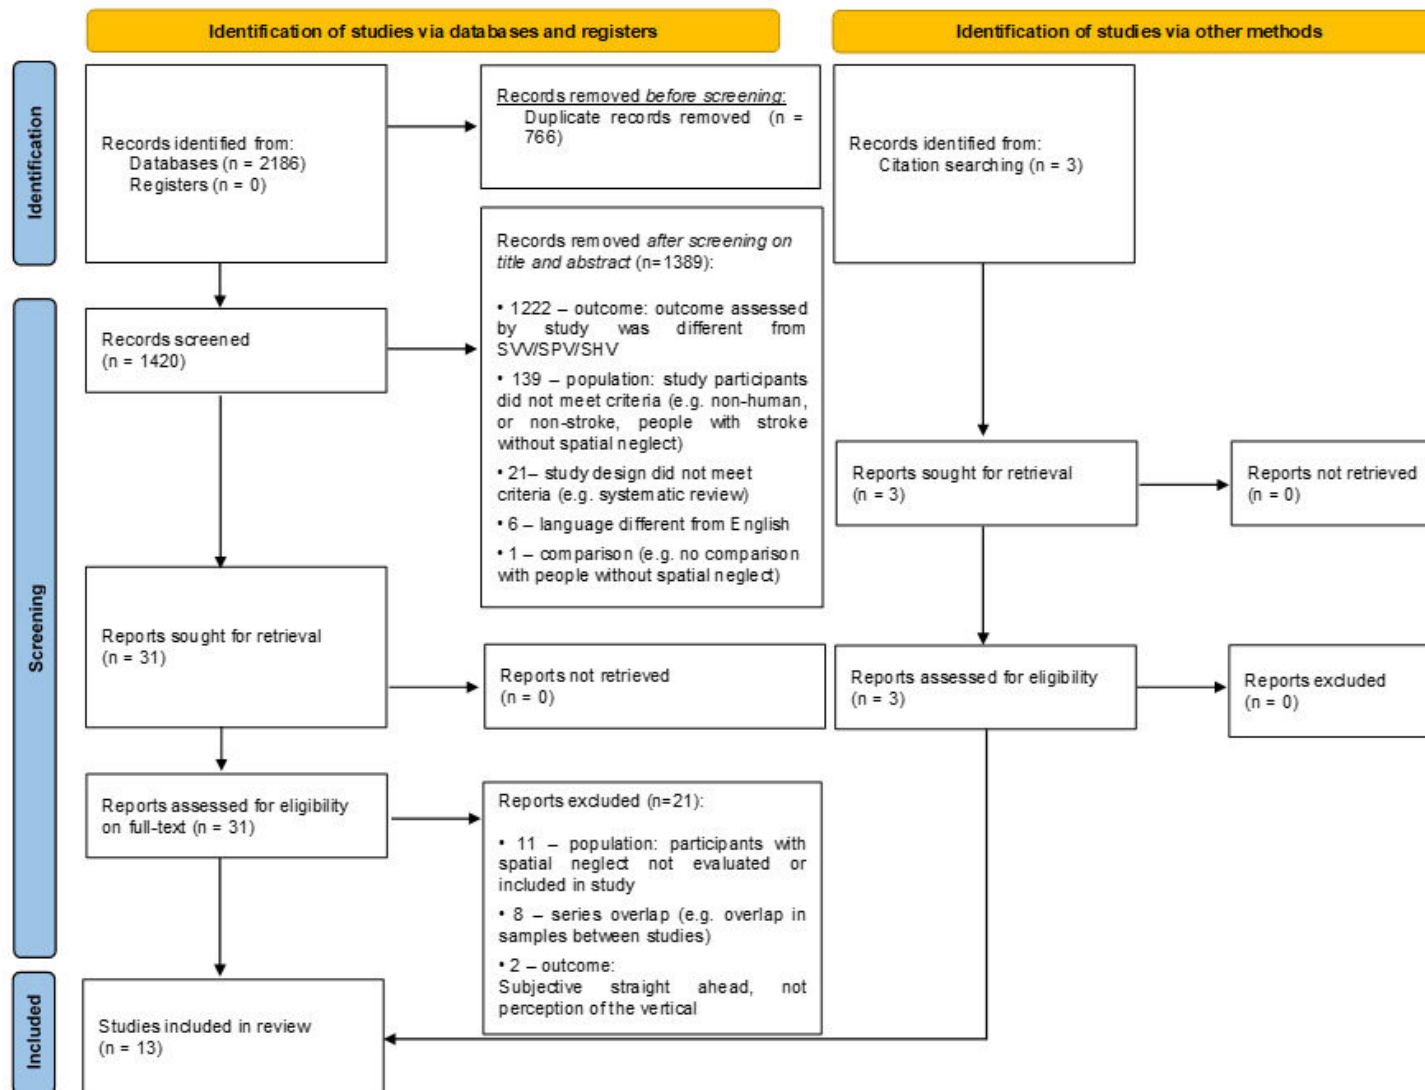 Identification of studies via databases and registers
Identification of studies via other methods
Identification
Records identified from:
Databases (n = 2186)
Registers (n = 0)
Records removed before screening:
Duplicate records removed (n =
766)
Records identified from:
Citation searching (n = 3)
Records removed after screening on
title and abstract (n=1389):
• 1222 – outcome: outcome assessed
by study was different from
SVV/SPV/SHV
• 139 – population: study participants
did not meet criteria (e.g. non-human,
or non-stroke, people with stroke
without spatial neglect)
• 21– study design did not meet
criteria (e.g. systematic review)
• 6 – language different from English
• 1 – comparison (e.g. no comparison
with people without spatial neglect)
Screening
Records screened
(n = 1420)
Reports sought for retrieval
(n = 3)
Reports not retrieved
(n = 0)
Reports sought for retrieval
(n = 31)
Reports not retrieved
(n = 0)
Reports assessed for eligibility
(n = 3)
Reports excluded
(n = 0)
Reports assessed for eligibility
on full-text (n = 31)
Reports excluded (n=21):
• 11 – population: participants with
spatial neglect not evaluated or
included in study
• 8 – series overlap (e.g. overlap in
samples between studies)
• 2 – outcome:
Subjective straight ahead, not
perception of the vertical
Included
Studies included in review
(n = 13)